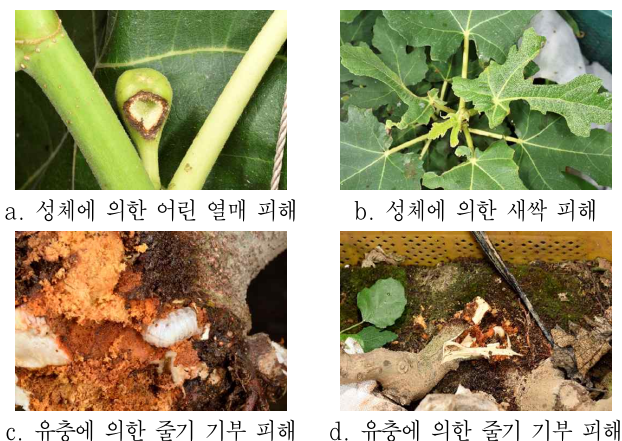 a. 성체에 의한 어린 열매 피해
b. 성체에 의한 새싹 피해
c. 유충에 의한 줄기 기부 피해
d. 유충에 의한 줄기 기부 피해